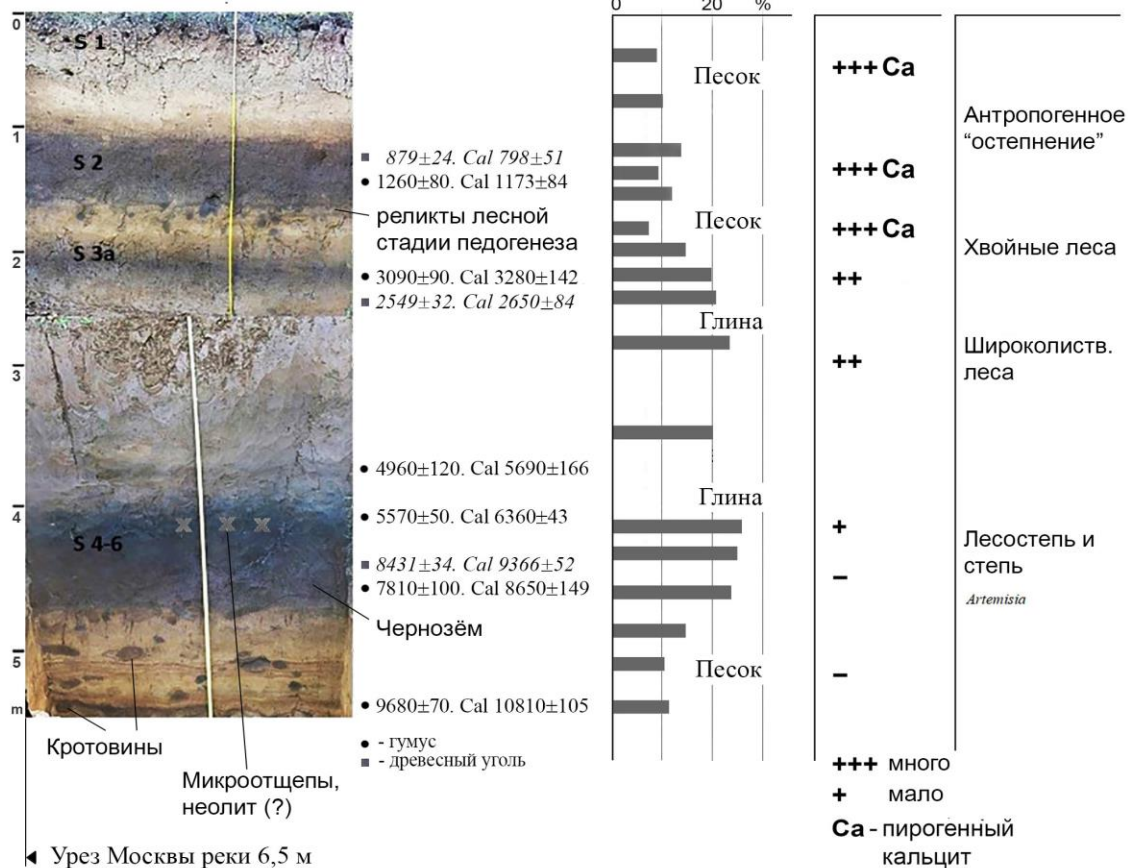 0
S 1
1
S 2
2
S 3a
3
4
S 4-6
5
m
879±24. Cal 798±51
1260±80. Cal 1173±84
реликты лесной
стадии педогенеза
3090±90. Cal 3280±142
2549±32. Cal 2650±84
4960±120. Cal 5690±166
5570±50. Cal 6360±43
8431±34. Cal 9366±52
7810±100. Cal 8650±149
Чернозём
9680±70. Cal 10810±105
- гумус
- древесный уголь
Кротовины
Микроотщепы,
неолит (?)
Урез Москвы реки 6,5 м
0 20 %
Песок
Песок
Глина
Глина
Песок
+++ Ca
+++ Ca
+++ Ca
++
++
+
–
–
+++ много
+ мало
Ca - пирогенный
кальцит
Антропогенное
“остепнение”
Хвойные леса
Широколиств.
леса
Лесостепь и
степь
Artemisia